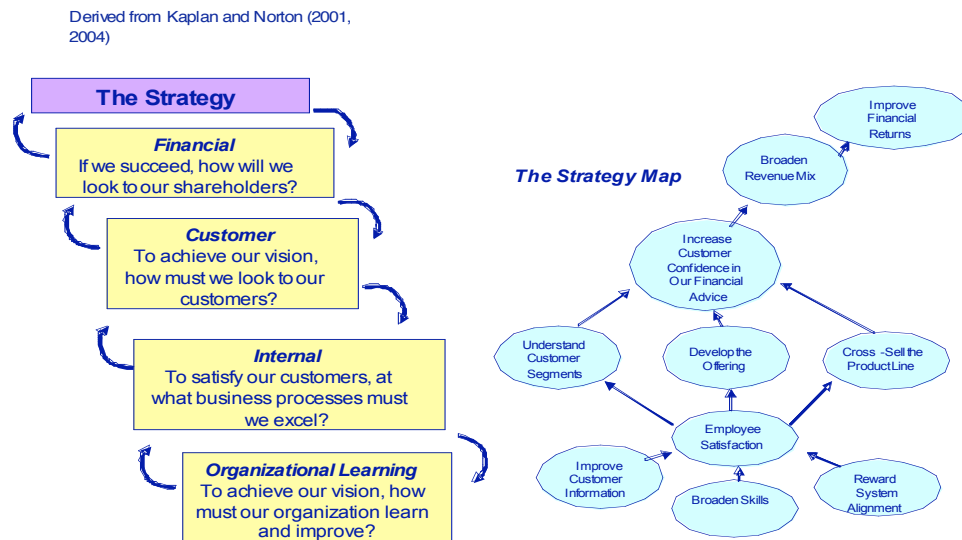 Derived from Kaplan and Norton (2001,
2004)
The Strategy
Financial
If we succeed, how will we
look to our shareholders?
Customer
To achieve our vision,
how must we look to our
customers?
Internal
To satisfy our customers, at
what business processes must
we excel?
Organizational Learning
To achieve our vision, how
must our organization learn
and improve?
The Strategy Map
Improve
Financial
Returns
Broaden
Revenue Mix
Increase
Customer
Confidence in
Our Financial
Advice
Understand
Customer
Segments
Develop the
Offering
Cross -Sell the
Product Line
Employee
Satisfaction
Improve
Customer
Information
Broaden Skills
Reward
System
Alignment